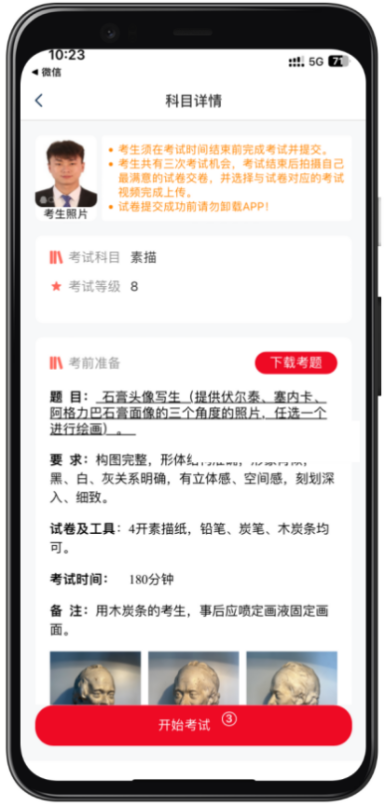 10:23
5G 71
◀ 微信
科目详情
• 考生须在考试时间结束前完成考试并提交。
• 考生共有三次考试机会，考试结束后拍摄自己
最满意的试卷交卷，并选择与试卷对应的考试
视频完成上传。
• 试卷提交成功前请勿卸载APP！
考生照片
考试科目 素描
考试等级 8
考前准备
下载考题
题 目： 石膏头像写生（提供伏尔泰、塞内卡、
阿格力巴石膏面像的三个角度的照片，任选一个
进行绘画）。
要 求：构图完整，形体
黑、白、灰关系明确，有立体感、空间感，刻划深
入、细致。
试卷及工具：4开素描纸，铅笔、炭笔、木炭条均
可。
考试时间： 180分钟
备 注：用木炭条的考生，事后应喷定画液固定画
面。
开始考试 ③